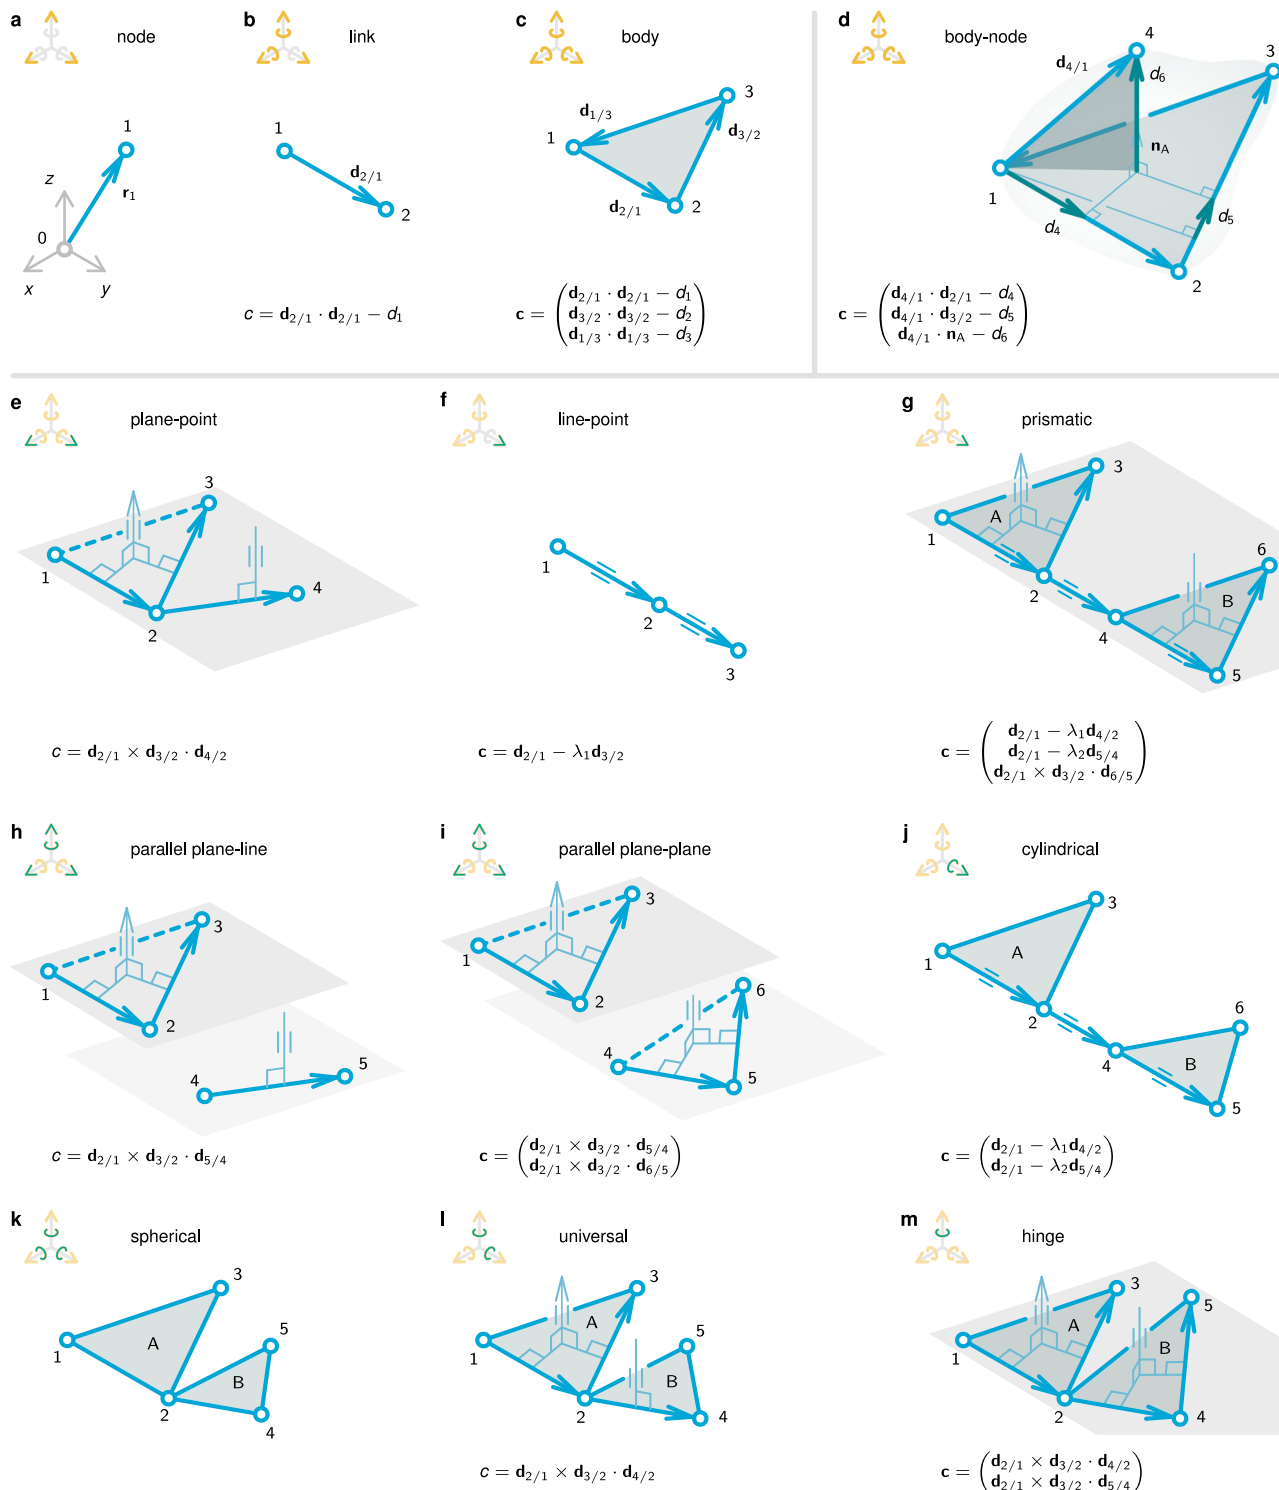 a node
b link
c body
d body-node
1
z
r₁
0
x
y
1
d₂/₁
2
c = d₂/₁ · d₂/₁ − d₁
3
d₁/₃
d₃/₂
1
d₂/₁
2
c = (d₂/₁ · d₂/₁ − d₁
d₃/₂ · d₃/₂ − d₂
d₁/₃ · d₁/₃ − d₃)
4
3
d₄/₁
d₆
n_A
1
d₄
d₅
2
c = (d₄/₁ · d₂/₁ − d₄
d₄/₁ · d₃/₂ − d₅
d₄/₁ · n_A − d₆)
e plane-point
3
1
4
2
c = d₂/₁ × d₃/₂ · d₄/₂
f line-point
1
2
3
c = d₂/₁ − λ₁d₃/₂
g prismatic
3
A
1
6
2
B
4
5
c = (d₂/₁ − λ₁d₄/₂
d₂/₁ − λ₂d₅/₄
d₂/₁ × d₃/₂ · d₆/₅)
h parallel plane-line
3
1
2
5
4
c = d₂/₁ × d₃/₂ · d₅/₄
i parallel plane-plane
3
1
2
6
4
5
c = (d₂/₁ × d₃/₂ · d₅/₄
d₂/₁ × d₃/₂ · d₆/₅)
j cylindrical
3
A
1
2
6
4
B
5
c = (d₂/₁ − λ₁d₄/₂
d₂/₁ − λ₂d₅/₄)
k spherical
3
5
A
1
B
2
4
l universal
3
A
5
1
B
2
4
c = d₂/₁ × d₃/₂ · d₄/₂
m hinge
3
5
A
B
1
2
4
c = (d₂/₁ × d₃/₂ · d₄/₂
d₂/₁ × d₃/₂ · d₅/₄)